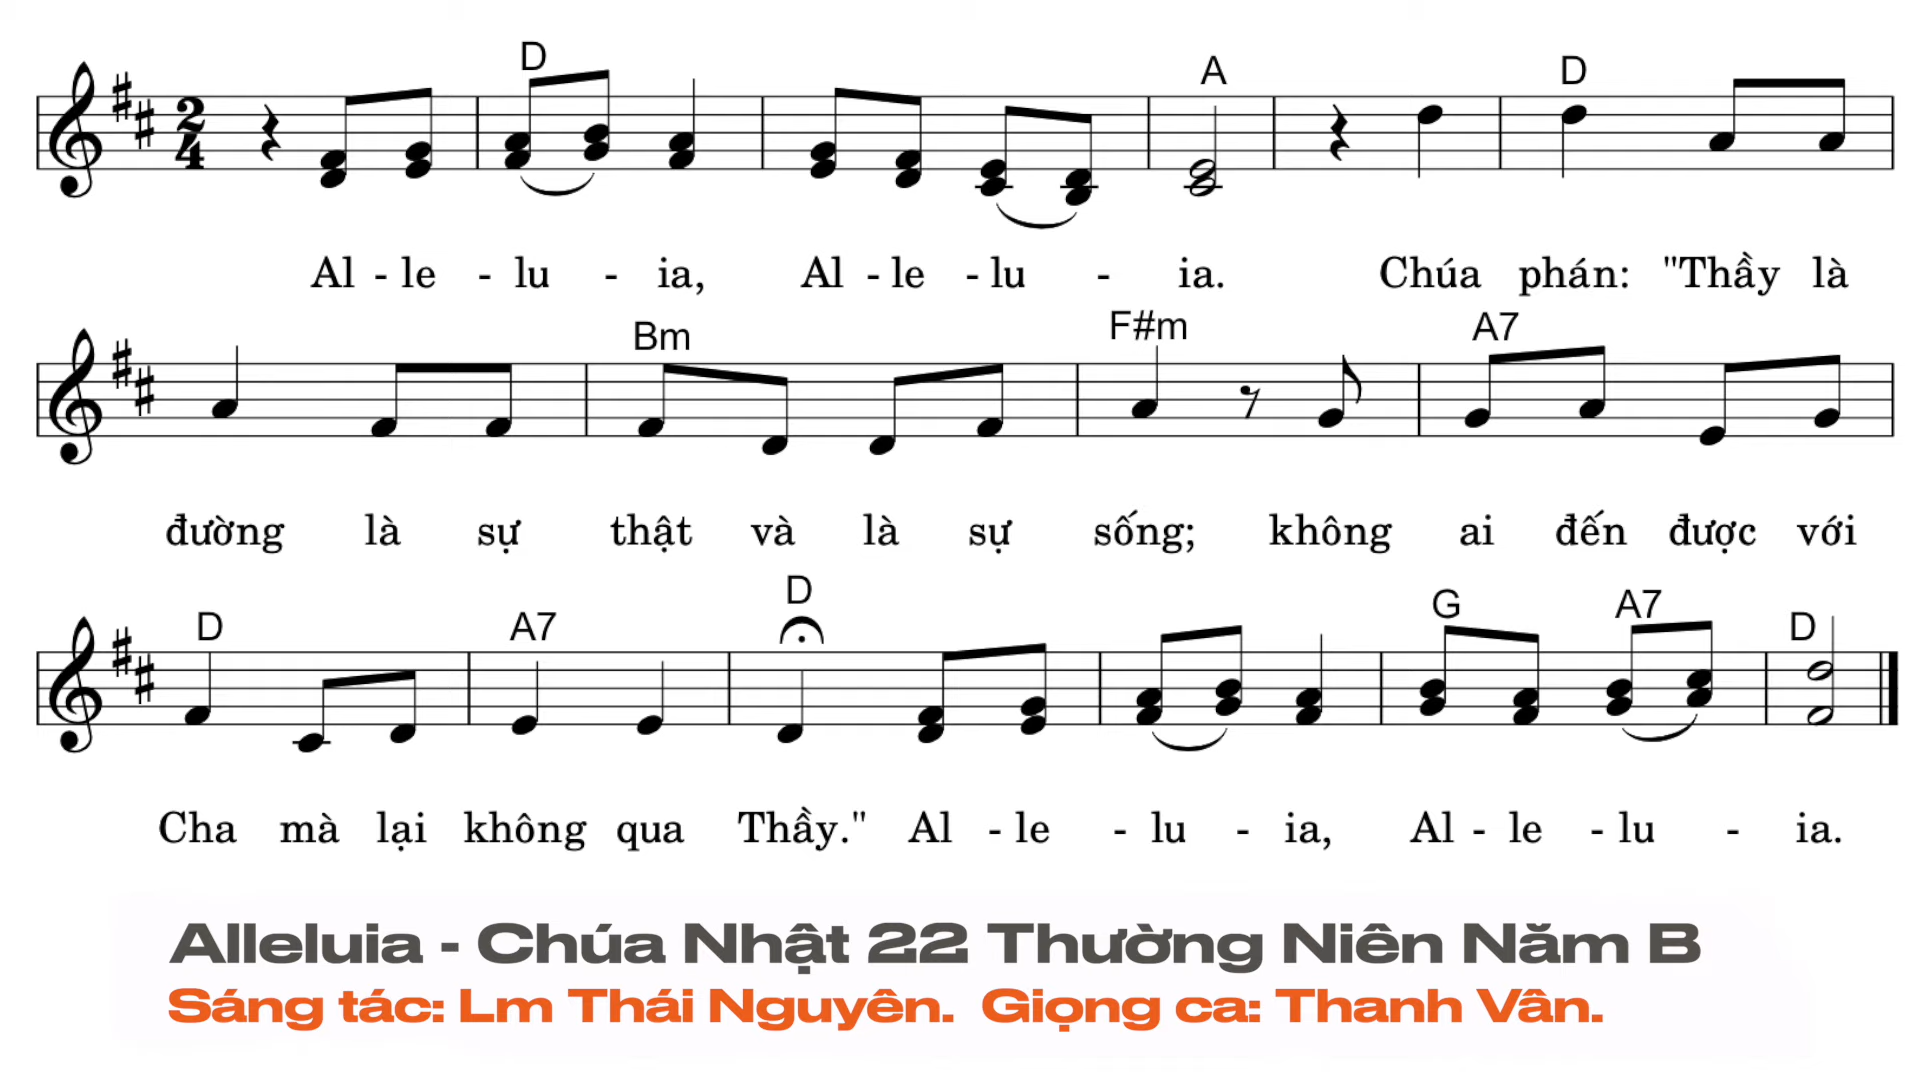 D A D
2
4
Al - le - lu - ia, Al - le - lu - ia. Chúa phán: "Thầy là
Bm F#m A7
đường là sự thật và là sự sống; không ai đến được với
D A7 D G A7 D
Cha mà lại không qua Thầy." Al - le - lu - ia, Al - le - lu - ia.
Alleluia - Chúa Nhật 22 Thường Niên Năm B
Sáng tác: Lm Thái Nguyên. Giọng ca: Thanh Vân.